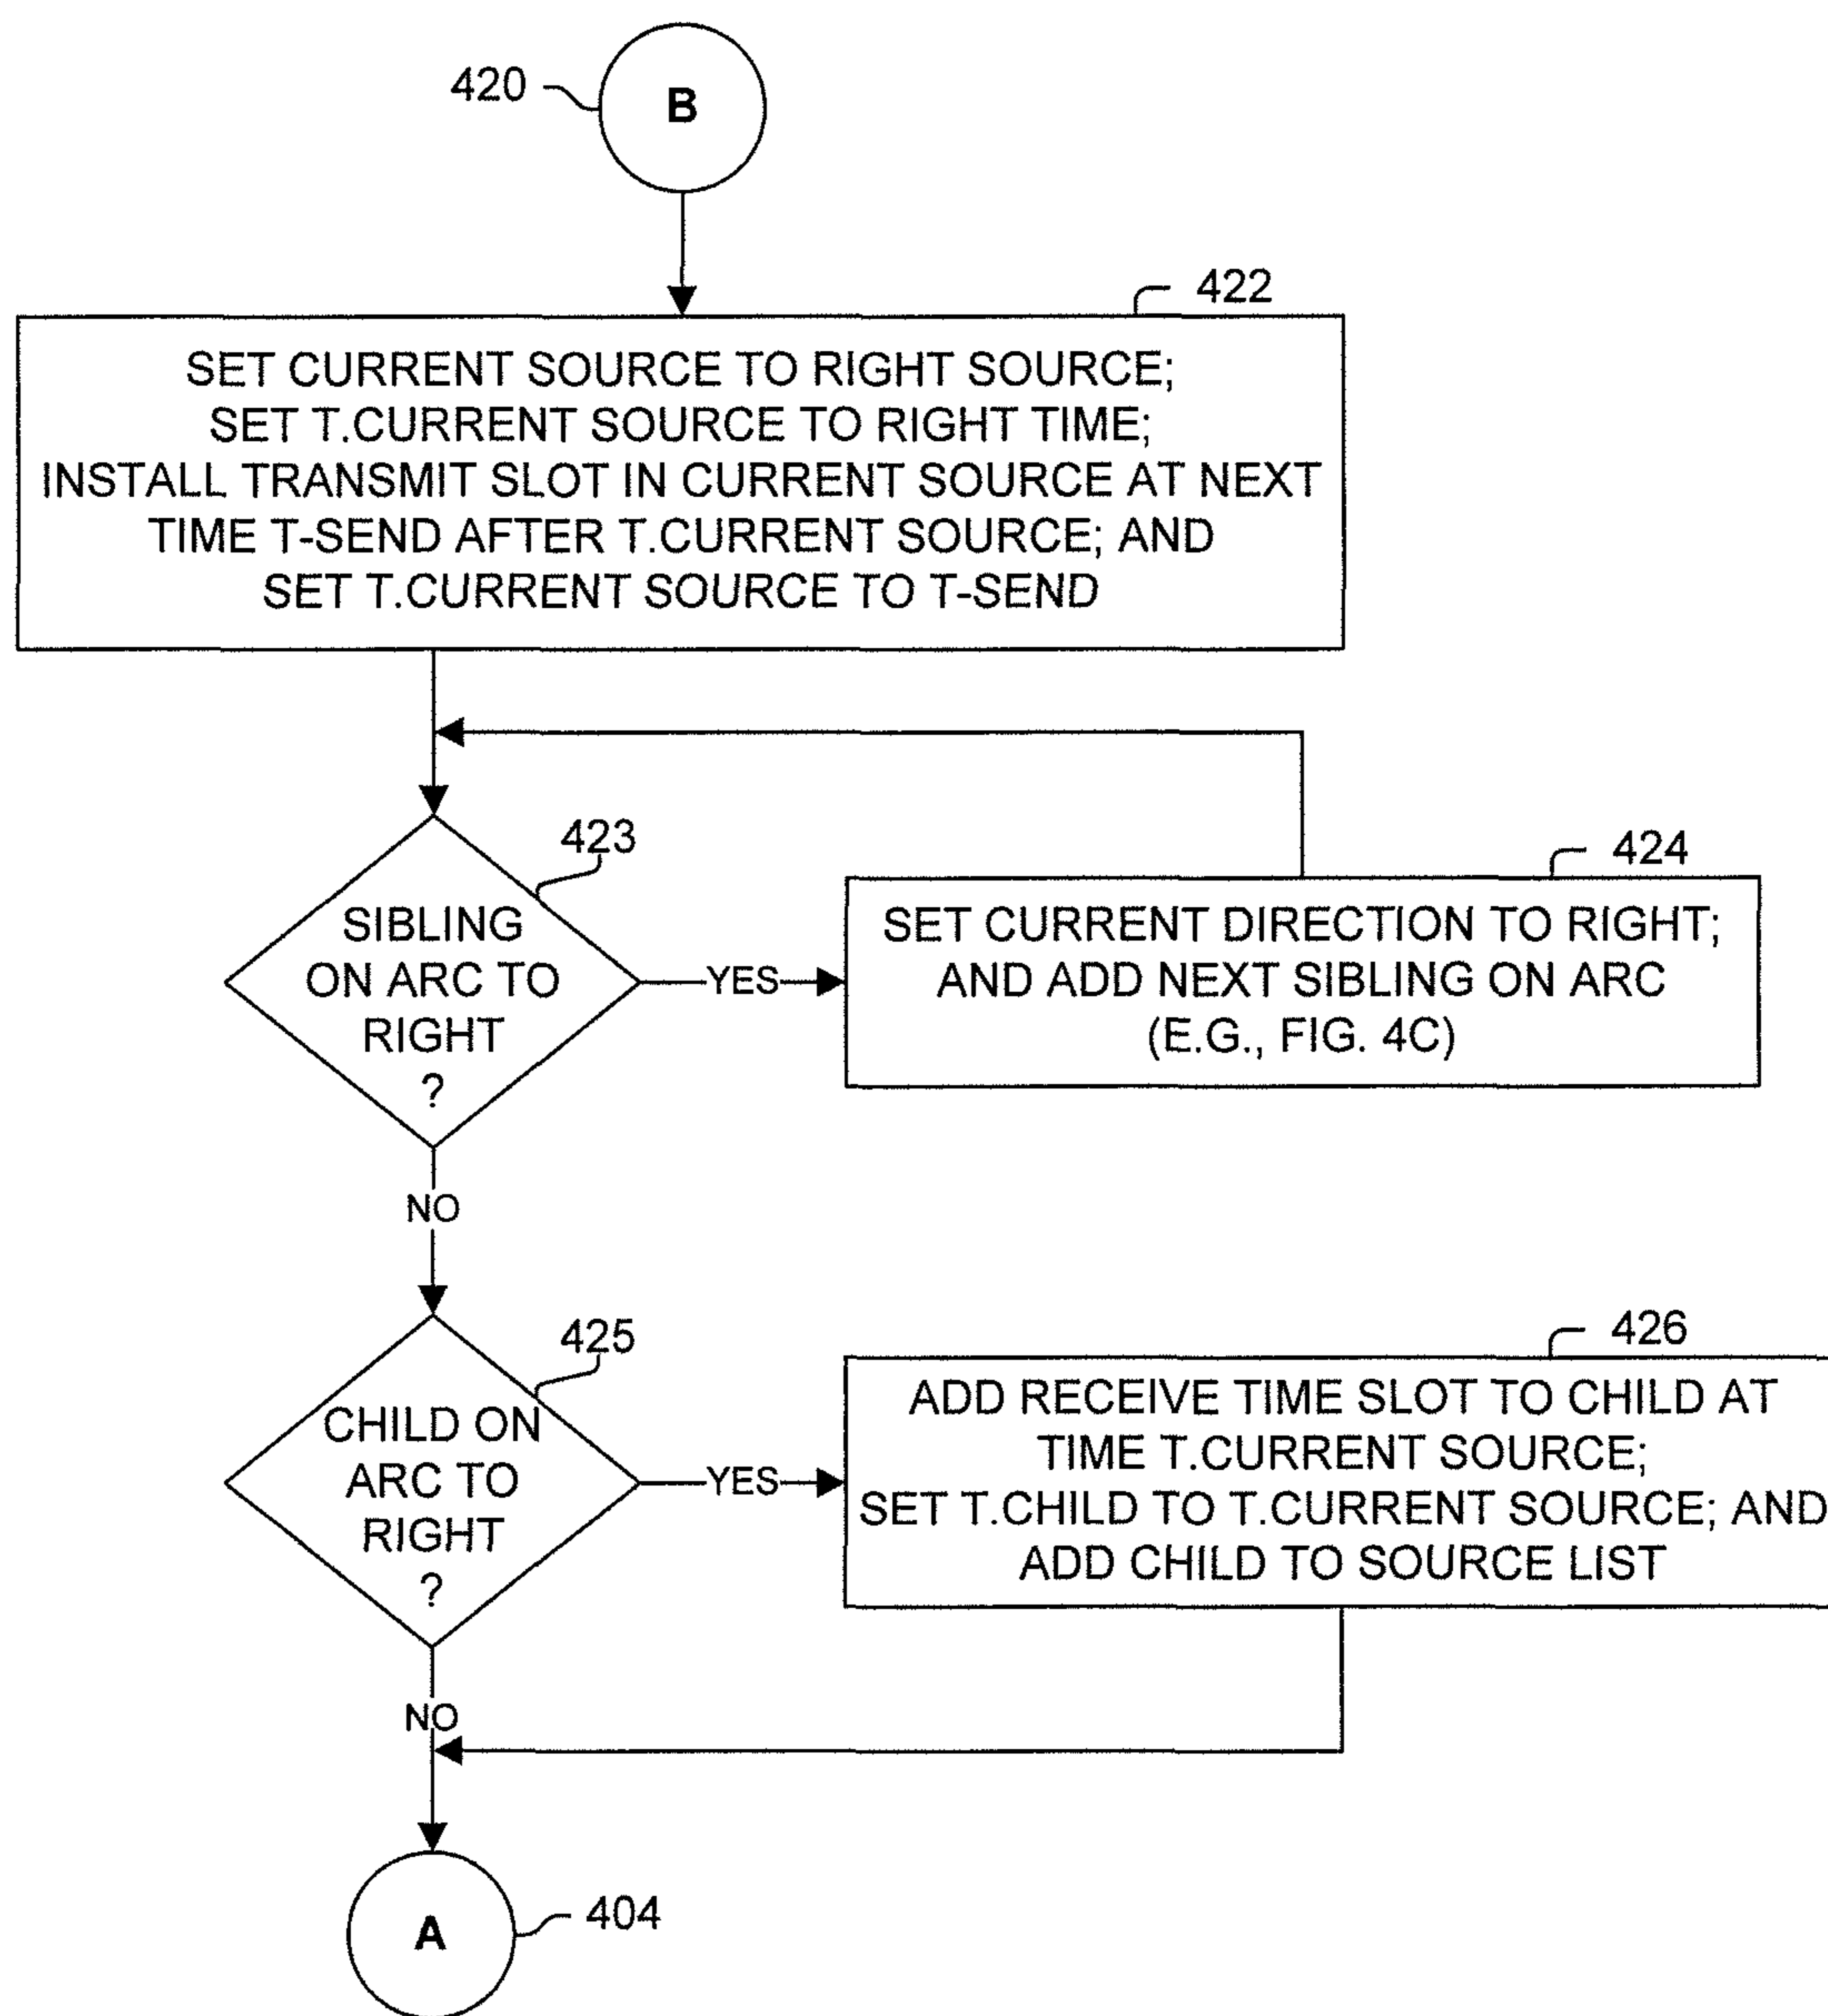 420
B
422
SET CURRENT SOURCE TO RIGHT SOURCE;
SET T.CURRENT SOURCE TO RIGHT TIME;
INSTALL TRANSMIT SLOT IN CURRENT SOURCE AT NEXT
TIME T-SEND AFTER T.CURRENT SOURCE; AND
SET T.CURRENT SOURCE TO T-SEND
423
SIBLING
ON ARC TO
RIGHT
?
YES
424
SET CURRENT DIRECTION TO RIGHT;
AND ADD NEXT SIBLING ON ARC
(E.G., FIG. 4C)
NO
425
CHILD ON
ARC TO
RIGHT
?
YES
426
ADD RECEIVE TIME SLOT TO CHILD AT
TIME T.CURRENT SOURCE;
SET T.CHILD TO T.CURRENT SOURCE; AND
ADD CHILD TO SOURCE LIST
NO
A
404